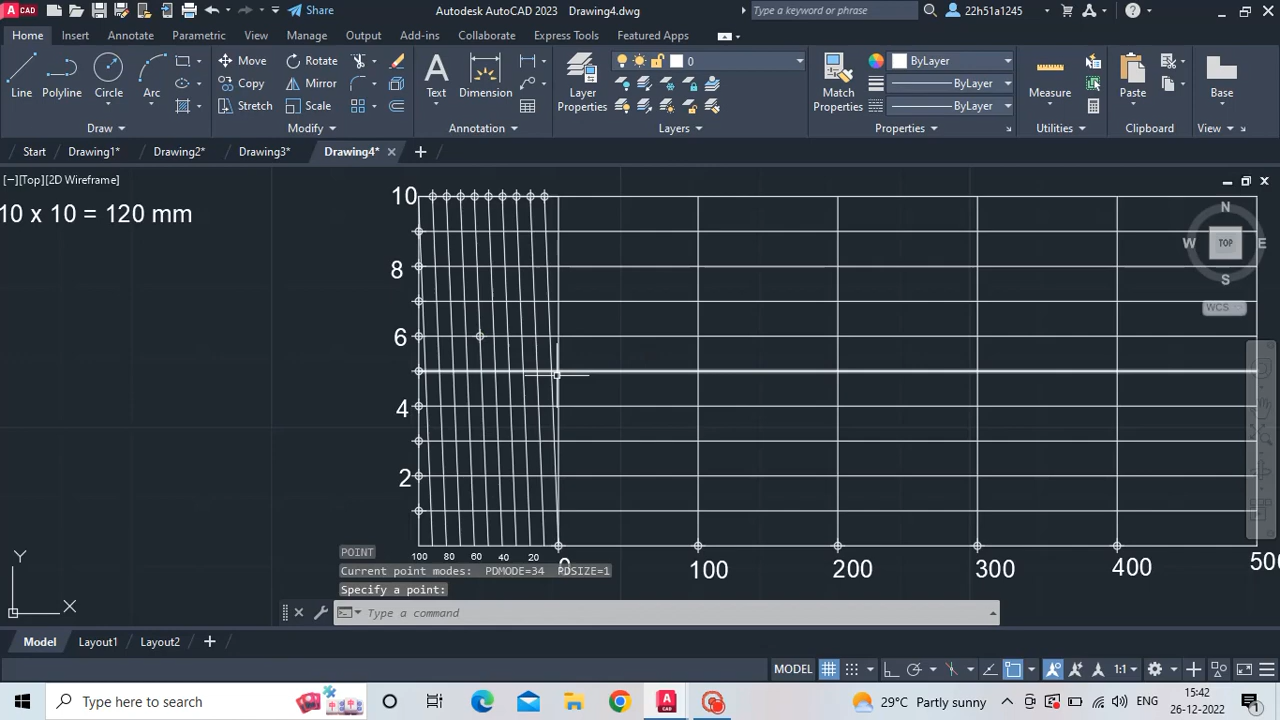 Share
Autodesk AutoCAD 2023 Drawing4.dwg
Type a keyword or phrase
22h51a1245
Home Insert Annotate Parametric View Manage Output Add-ins Collaborate Express Tools Featured Apps
Line Polyline Circle Arc
Move Rotate
Copy Mirror
Stretch Scale
Text Dimension
Layer Properties
0
Match Properties
ByLayer
ByLayer
ByLayer
Measure
Paste
Base
Draw Modify Annotation Layers Properties Utilities Clipboard View
Start Drawing1* Drawing2* Drawing3* Drawing4*
[−][Top][2D Wireframe]
10 x 10 = 120 mm
10
8
6
4
2
100 80 60 40 20
0 100 200 300 400 500
N
W TOP E
S
WCS
Y
X
POINT
Current point modes: PDMODE=34 PDSIZE=1
Specify a point:
Type a command
Model Layout1 Layout2
MODEL
1:1
Type here to search
29°C Partly sunny
ENG
15:42
26-12-2022
1